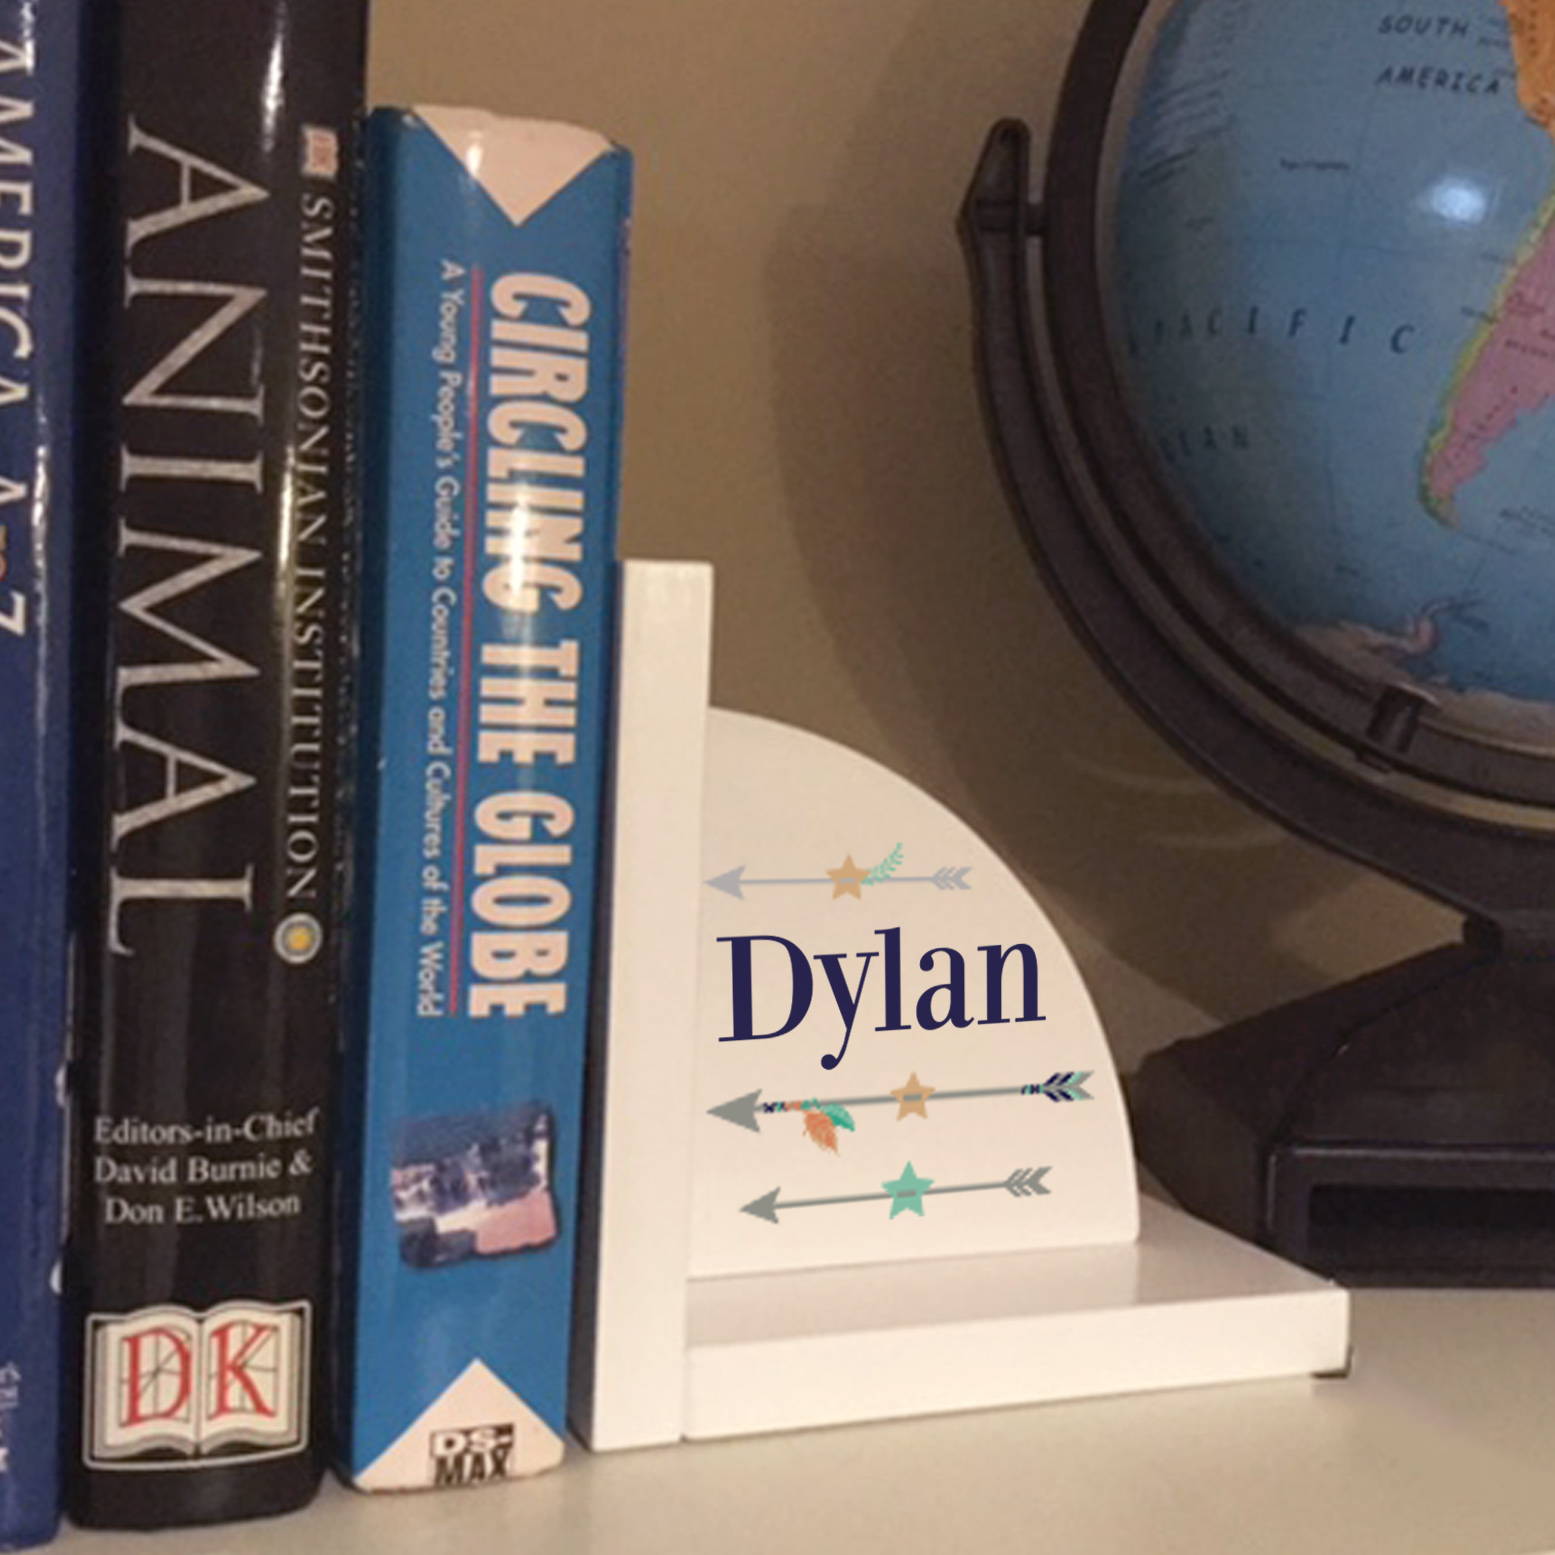 AMERICA A TO Z
ANIMAL
DK SMITHSONIAN INSTITUTION
Editors-in-Chief
David Burnie &
Don E. Wilson
DK
CIRCLING THE GLOBE
A Young People's Guide to Countries and Cultures of the World
DS-
MAX
Dylan
SOUTH
AMERICA
PACIFIC